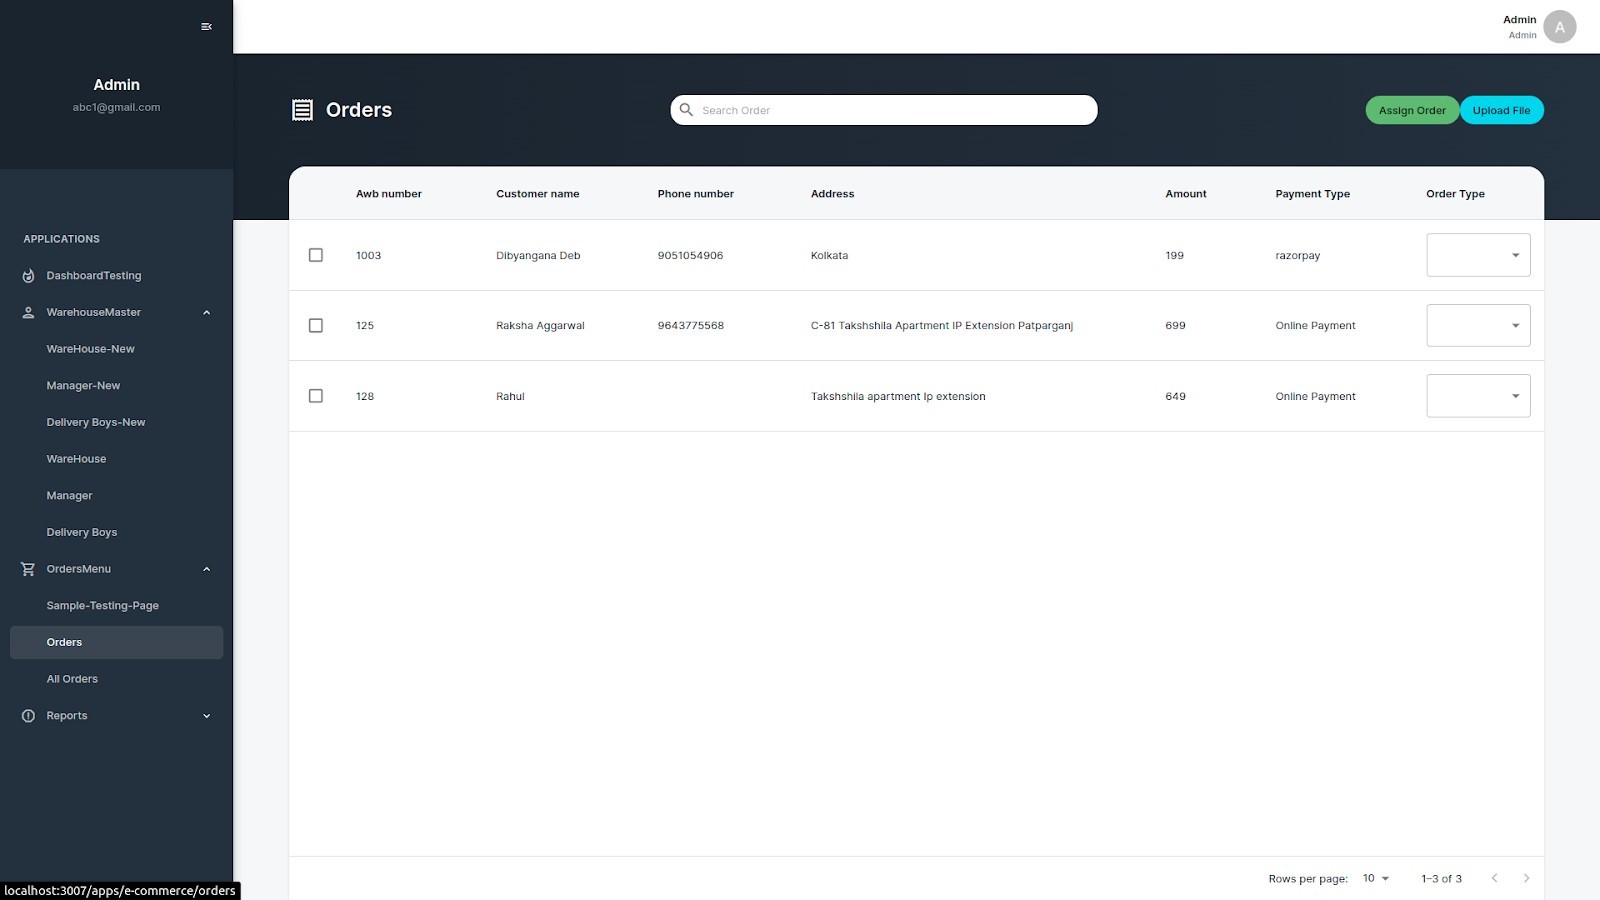 Admin
abc1@gmail.com
APPLICATIONS
DashboardTesting
WarehouseMaster
WareHouse-New
Manager-New
Delivery Boys-New
WareHouse
Manager
Delivery Boys
OrdersMenu
Sample-Testing-Page
Orders
All Orders
Reports
localhost:3007/apps/e-commerce/orders
Admin
Admin
A
Orders
Search Order
Assign Order
Upload File
Awb number Customer name Phone number Address Amount Payment Type Order Type
1003 Dibyangana Deb 9051054906 Kolkata 199 razorpay
125 Raksha Aggarwal 9643775568 C-81 Takshshila Apartment IP Extension Patparganj 699 Online Payment
128 Rahul Takshshila apartment Ip extension 649 Online Payment
Rows per page: 10 1-3 of 3